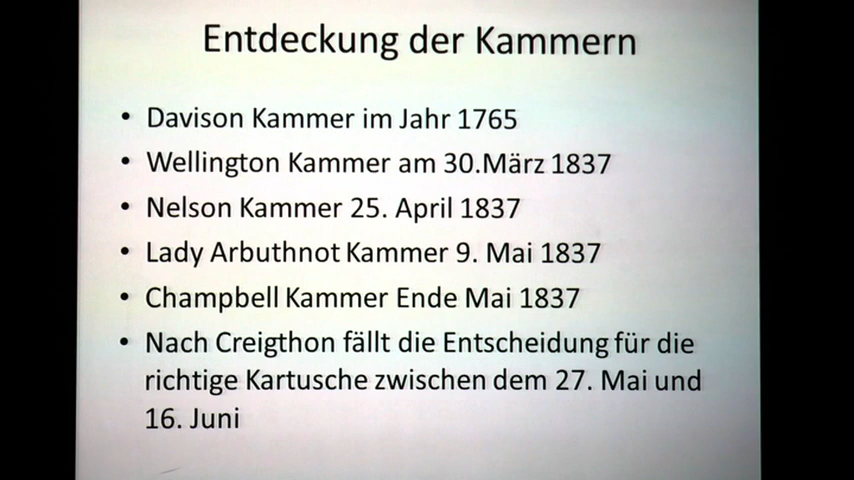 Entdeckung der Kammern
• Davison Kammer im Jahr 1765
• Wellington Kammer am 30.März 1837
• Nelson Kammer 25. April 1837
• Lady Arbuthnot Kammer 9. Mai 1837
• Champbell Kammer Ende Mai 1837
• Nach Creigthon fällt die Entscheidung für die
richtige Kartusche zwischen dem 27. Mai und
16. Juni